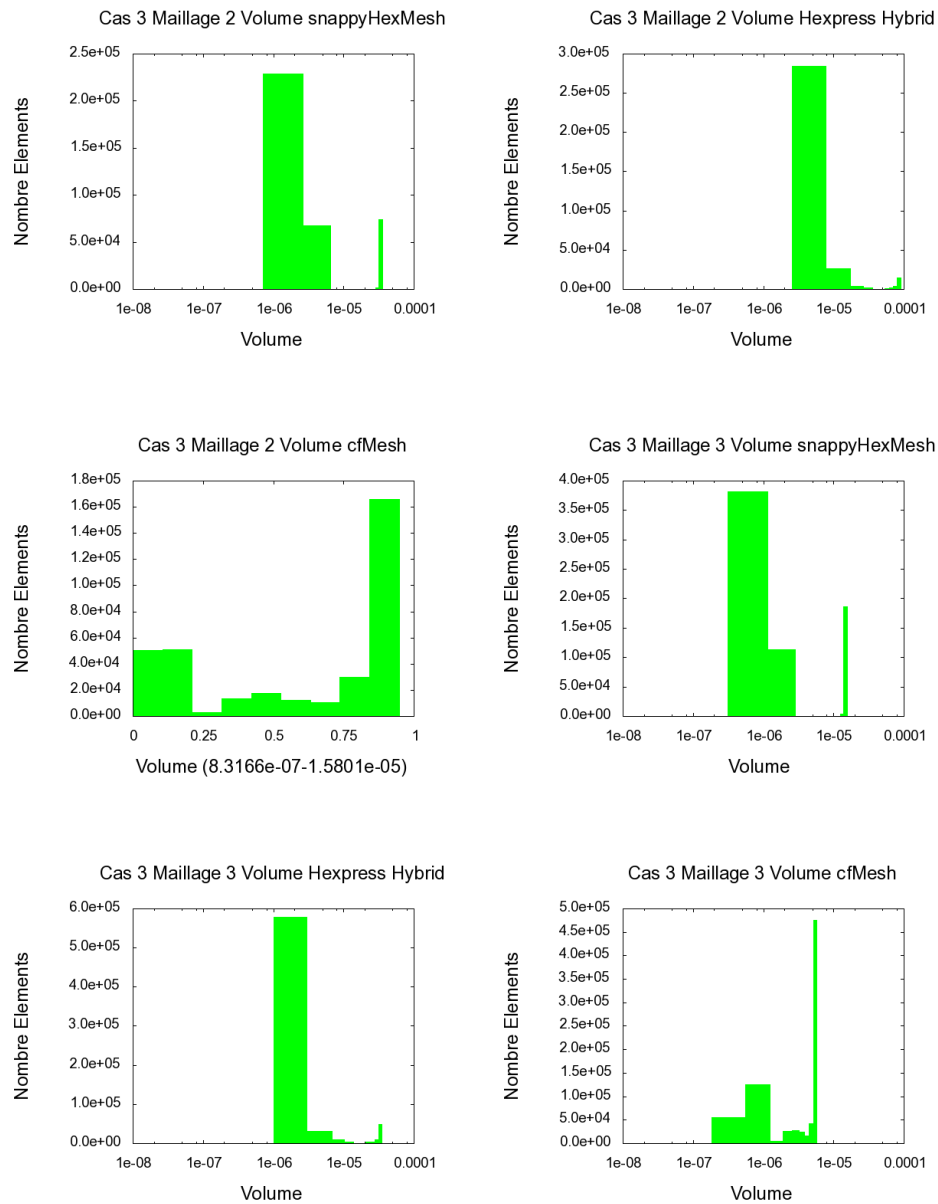 Cas 3 Maillage 2 Volume snappyHexMesh
2.5e+05
2.0e+05
1.5e+05
1.0e+05
5.0e+04
0.0e+00
Nombre Elements
1e-08 1e-07 1e-06 1e-05 0.0001
Volume
Cas 3 Maillage 2 Volume Hexpress Hybrid
3.0e+05
2.5e+05
2.0e+05
1.5e+05
1.0e+05
5.0e+04
0.0e+00
Nombre Elements
1e-08 1e-07 1e-06 1e-05 0.0001
Volume
Cas 3 Maillage 2 Volume cfMesh
1.8e+05
1.6e+05
1.4e+05
1.2e+05
1.0e+05
8.0e+04
6.0e+04
4.0e+04
2.0e+04
0.0e+00
Nombre Elements
0 0.25 0.5 0.75 1
Volume (8.3166e-07-1.5801e-05)
Cas 3 Maillage 3 Volume snappyHexMesh
4.0e+05
3.5e+05
3.0e+05
2.5e+05
2.0e+05
1.5e+05
1.0e+05
5.0e+04
0.0e+00
Nombre Elements
1e-08 1e-07 1e-06 1e-05 0.0001
Volume
Cas 3 Maillage 3 Volume Hexpress Hybrid
6.0e+05
5.0e+05
4.0e+05
3.0e+05
2.0e+05
1.0e+05
0.0e+00
Nombre Elements
1e-08 1e-07 1e-06 1e-05 0.0001
Volume
Cas 3 Maillage 3 Volume cfMesh
5.0e+05
4.5e+05
4.0e+05
3.5e+05
3.0e+05
2.5e+05
2.0e+05
1.5e+05
1.0e+05
5.0e+04
0.0e+00
Nombre Elements
1e-08 1e-07 1e-06 1e-05 0.0001
Volume